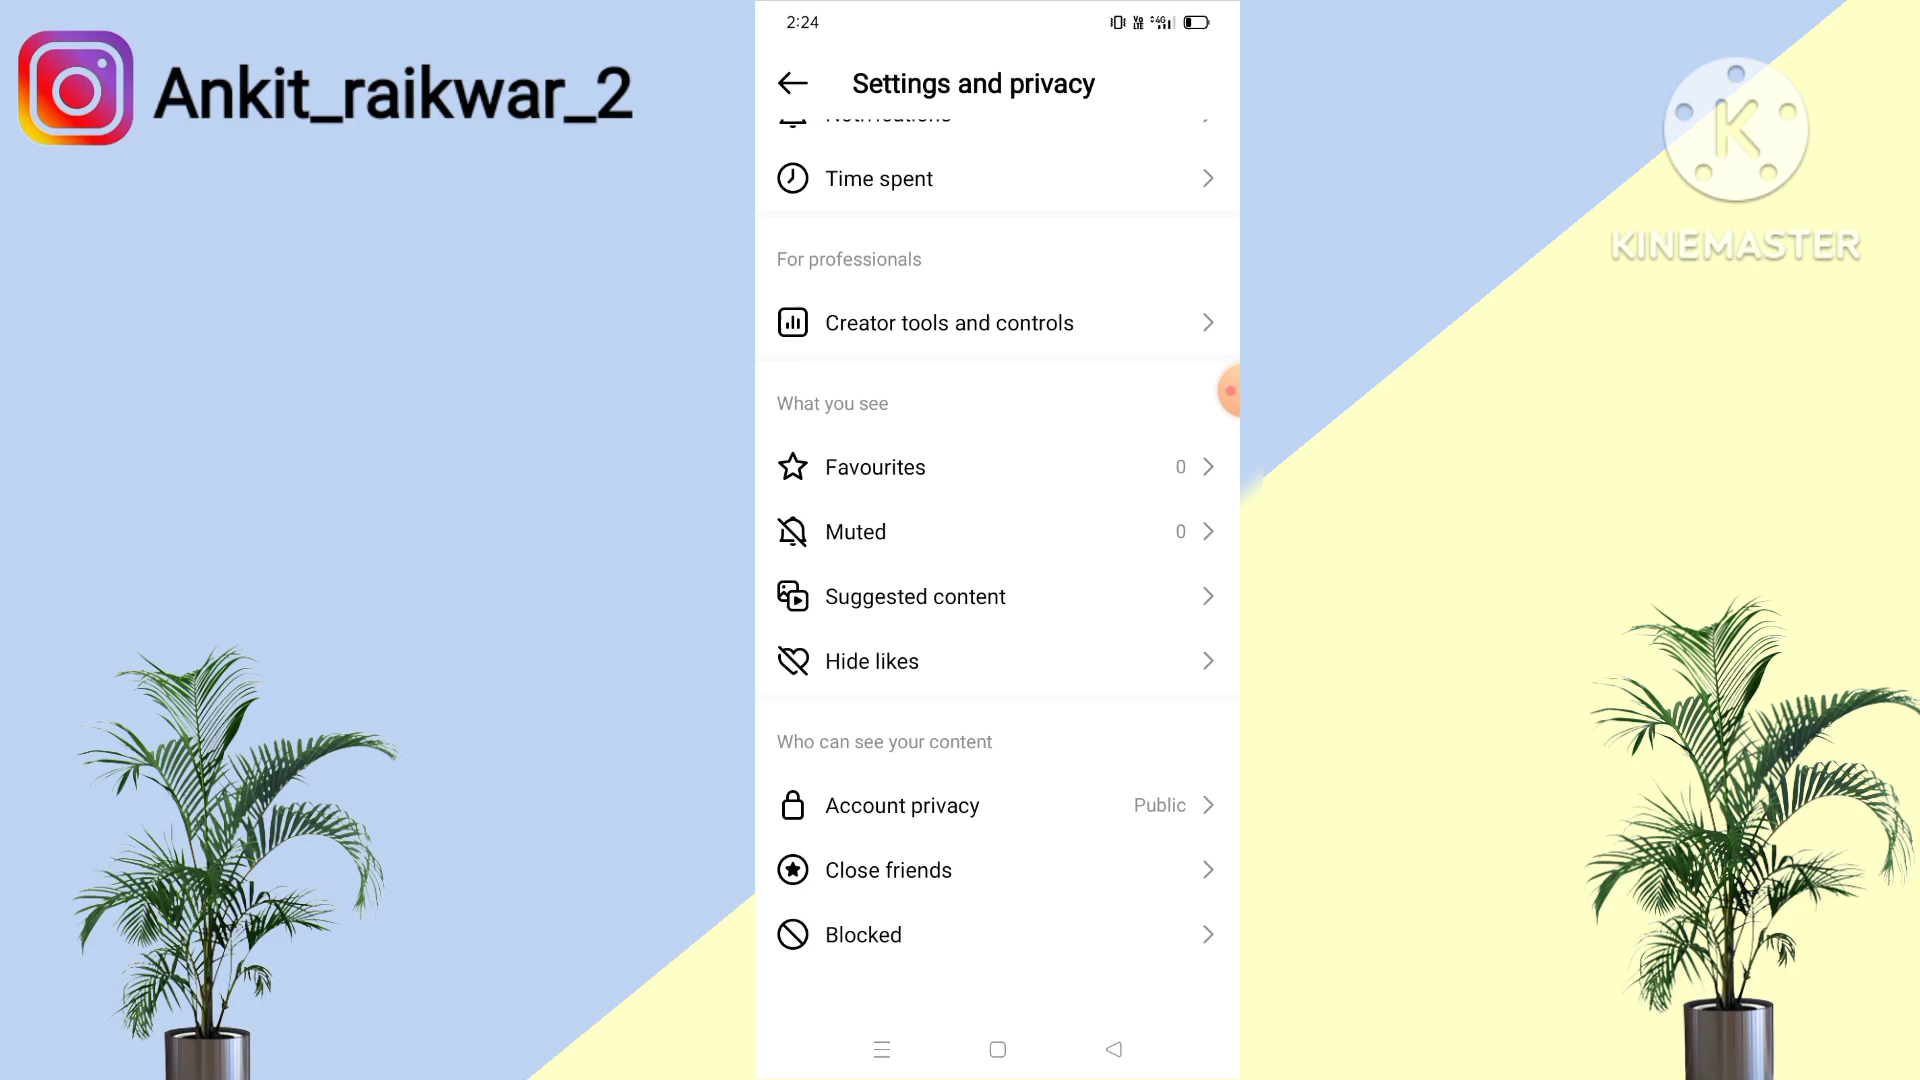 Ankit_raikwar_2
2:24
Settings and privacy
Notifications
Time spent
For professionals
Creator tools and controls
What you see
Favourites 0
Muted 0
Suggested content
Hide likes
Who can see your content
Account privacy Public
Close friends
Blocked
K
KINEMASTER